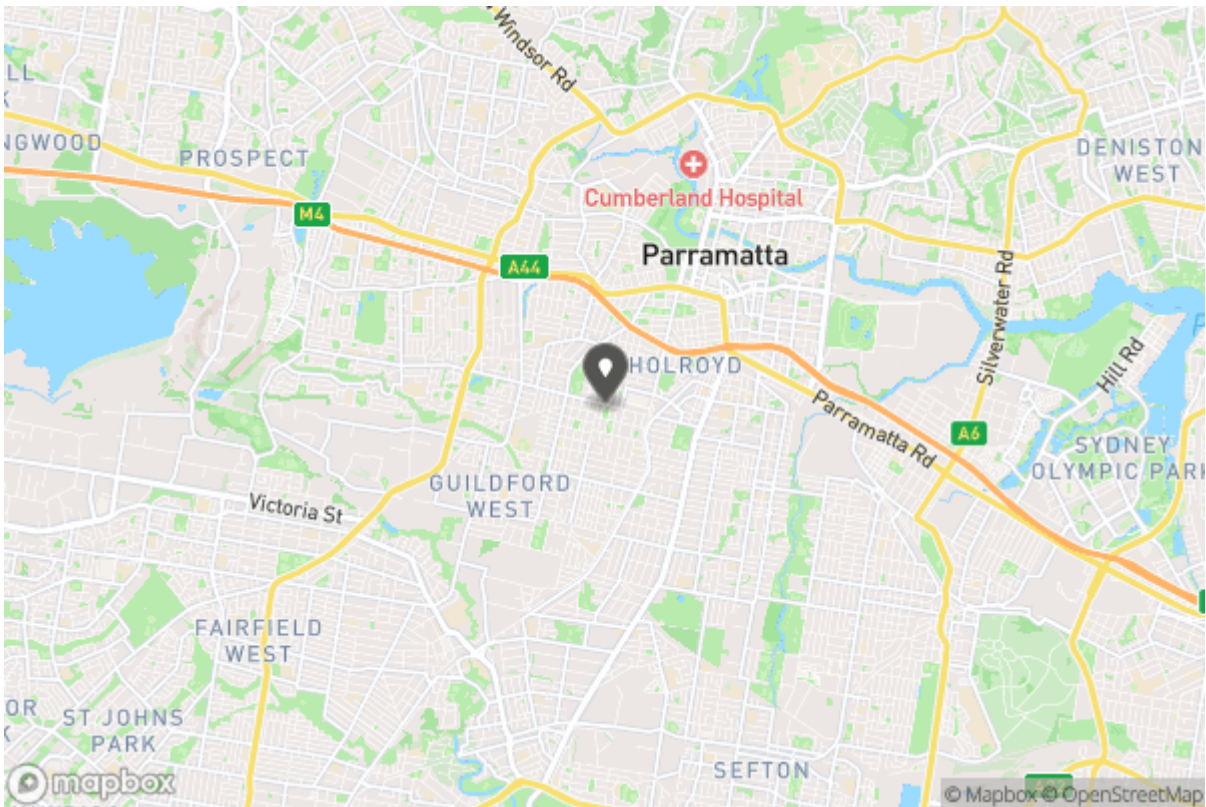 Windsor Rd
LL
K
NGWOOD
PROSPECT
DENISTON
WEST
Cumberland Hospital
M4
Parramatta
A44
Silverwater Rd
P
Hill Rd
HOLROYD
Parramatta Rd
A6
SYDNEY
OLYMPIC PARK
GUILDFORD
WEST
Victoria St
FAIRFIELD
WEST
OR
K
ST JOHNS
PARK
SEFTON
mapbox
© Mapbox © OpenStreetMap